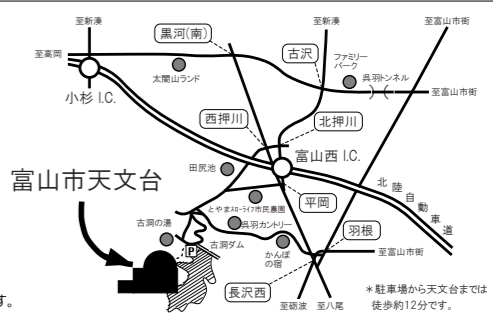 至新湊
黒河(南)
至新湊
至富山市街
至高岡
古沢
ファミリー
パーク
呉羽トンネル
太閤山ランド
小杉 I.C.
至富山市街
西押川
北押川
田尻池
富山西 I.C.
富山市天文台
平岡
北陸自動車道
とやまスローライフ市民農園
古洞の湯
呉羽カントリー
羽根
古洞ダム
P
かんぽ
の宿
至富山市街
長沢西
*駐車場から天文台までは
徒歩約12分です。
至砺波
至八尾
す。